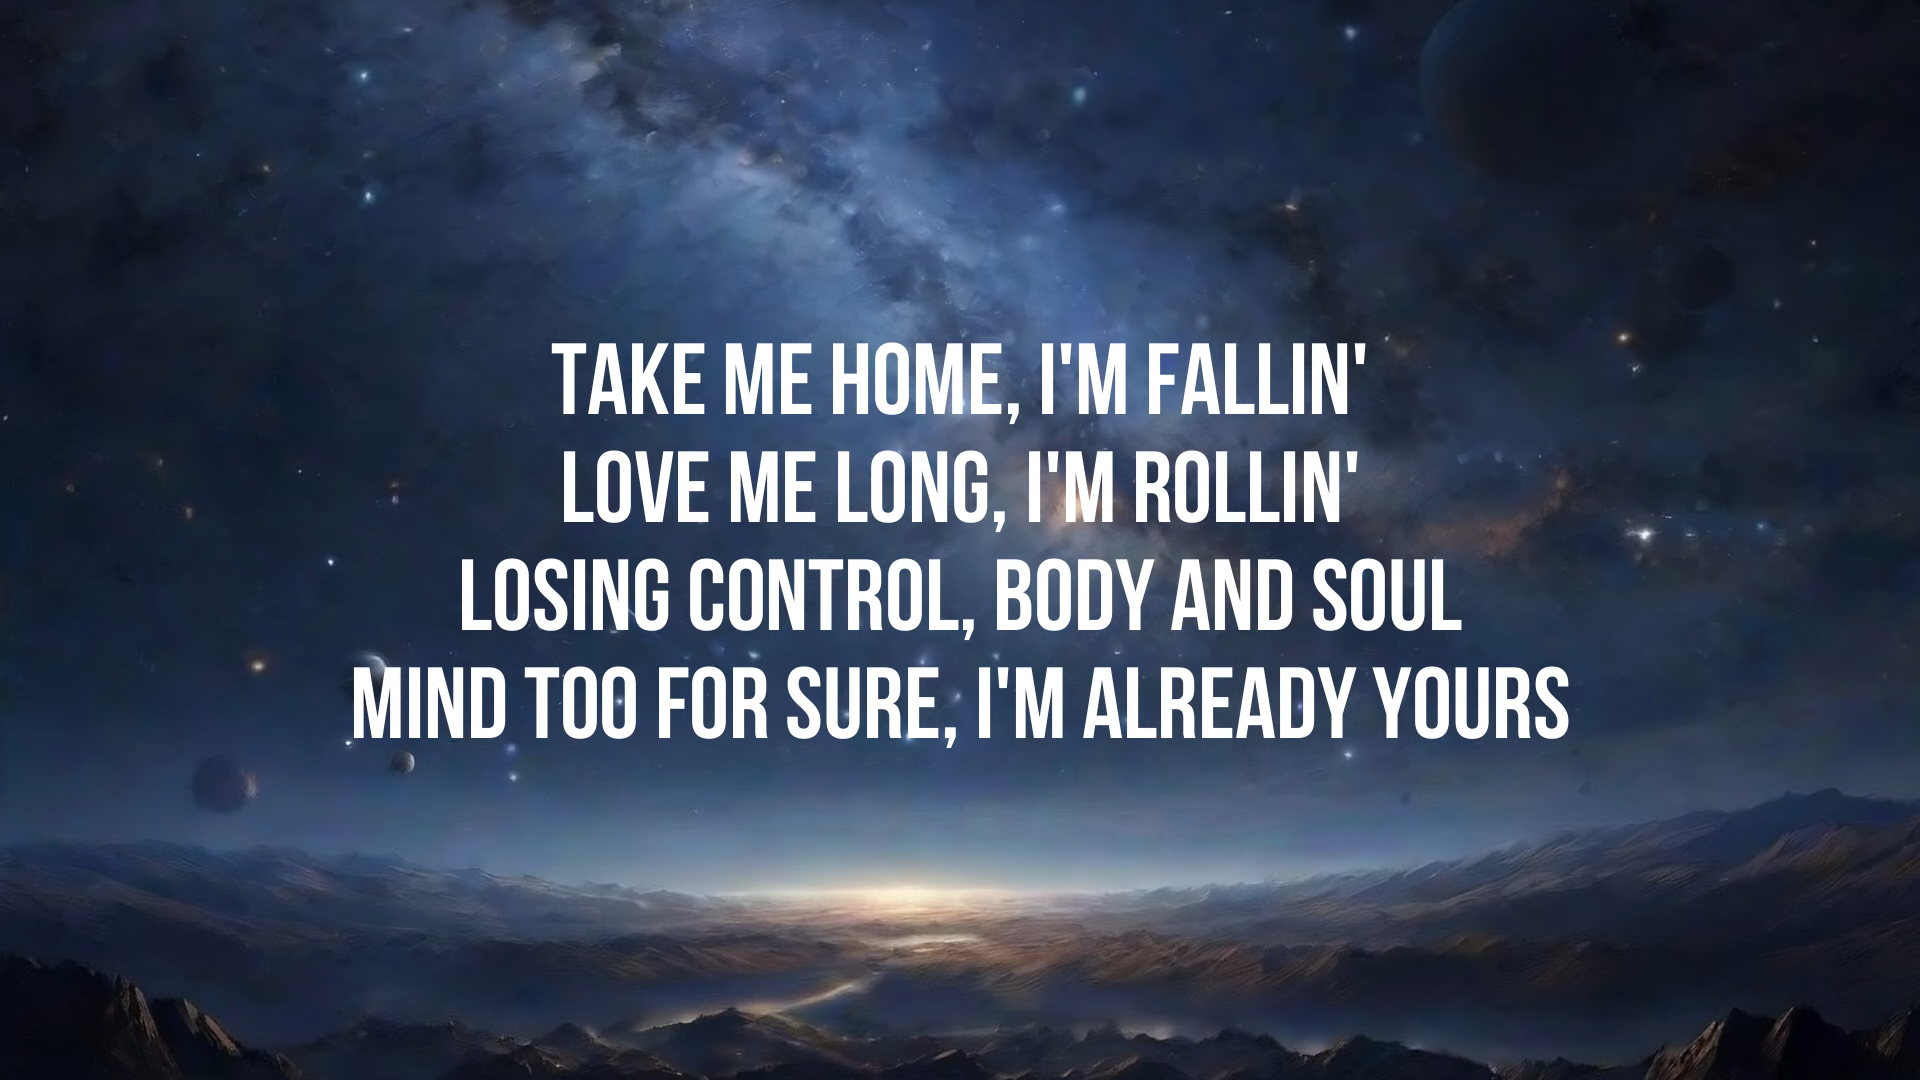 TAKE ME HOME, I'M FALLIN'
LOVE ME LONG, I'M ROLLIN'
LOSING CONTROL, BODY AND SOUL
MIND TOO FOR SURE, I'M ALREADY YOURS